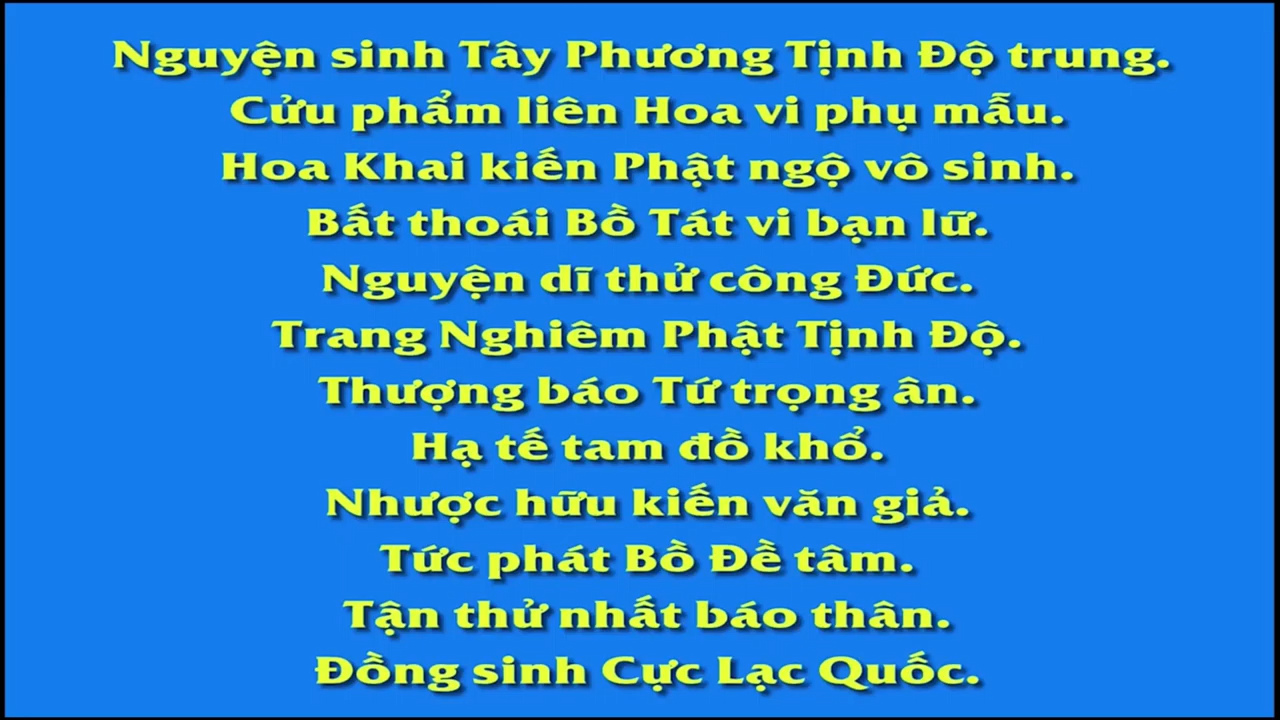 Nguyện sinh Tây Phương Tịnh Độ trung.
Cửu phẩm liên Hoa vi phụ mẫu.
Hoa Khai kiến Phật ngộ vô sinh.
Bất thoái Bồ Tát vi bạn lữ.
Nguyện dĩ thử công Đức.
Trang Nghiêm Phật Tịnh Độ.
Thượng báo Tứ trọng ân.
Hạ tế tam đồ khổ.
Nhược hữu kiến văn giả.
Tức phát Bồ Đề tâm.
Tận thử nhất báo thân.
Đồng sinh Cực Lạc Quốc.